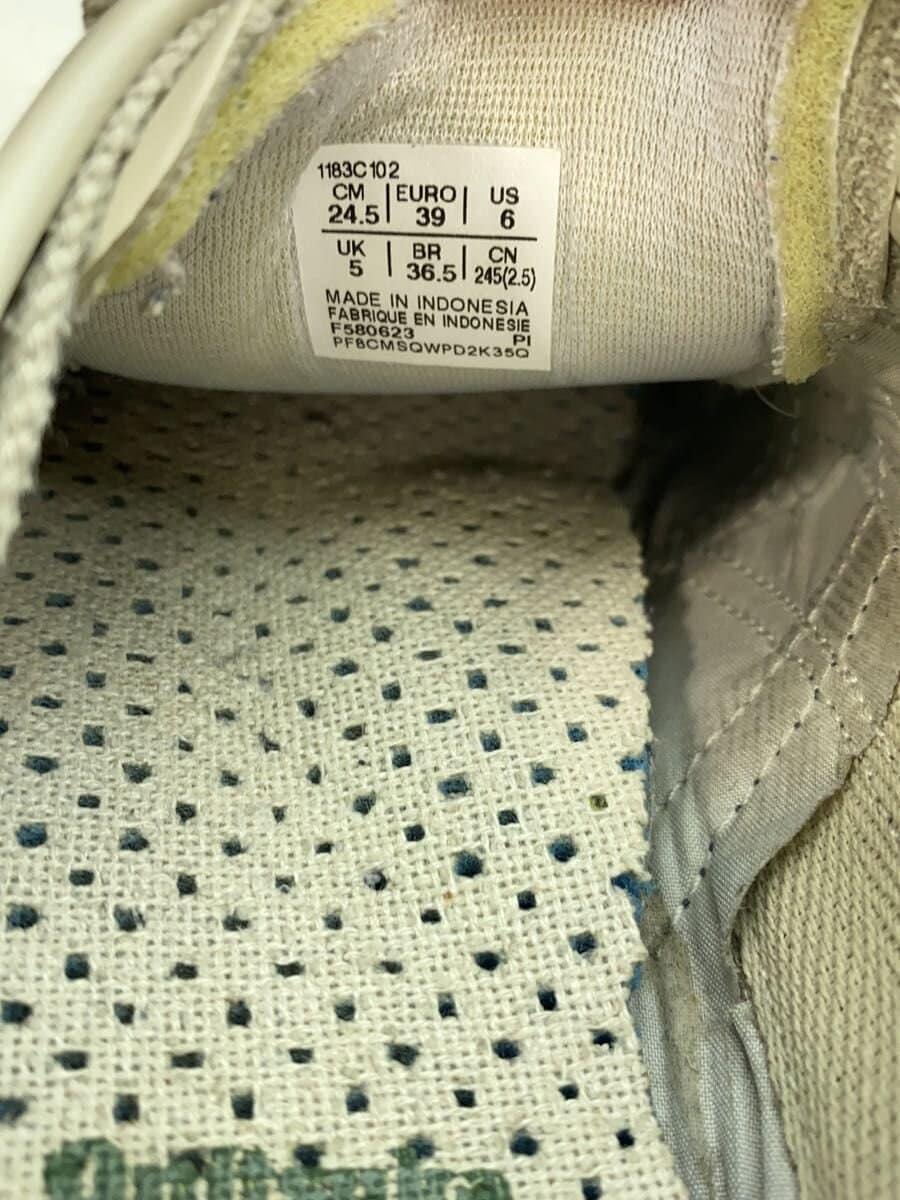 1183C102
CM | EURO | US
24.5 | 39 | 6
UK | BR | CN
5 | 36.5 | 245(2.5)
MADE IN INDONESIA
FABRIQUE EN INDONESIE
F580623 PI
PF8CMSQWPD2K35Q